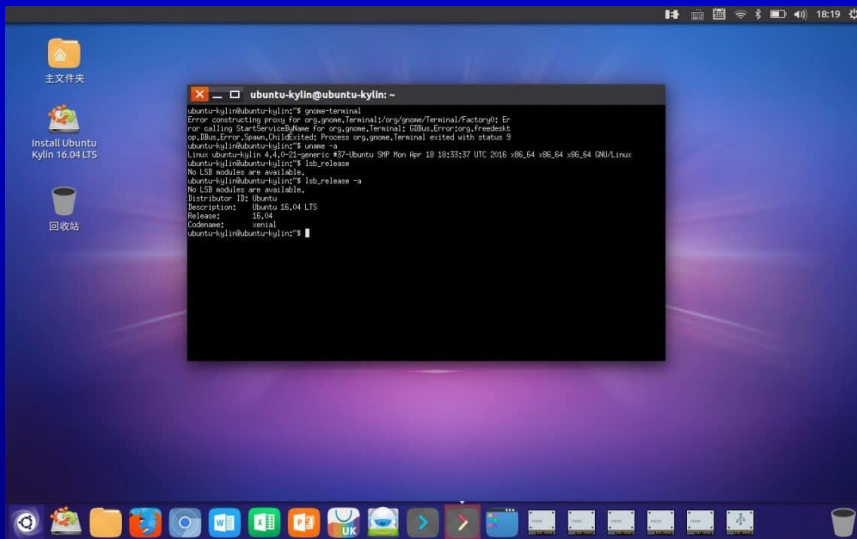 18:19
主文件夹
Install Ubuntu
Kylin 16.04 LTS
回收站
ubuntu-kylin@ubuntu-kylin: ~
ubuntu-kylin@ubuntu-kylin:~$ gnome-terminal
Error constructing proxy for org.gnome.Terminal:/org/gnome/Terminal/Factory0: Er
ror calling StartServiceByName for org.gnome.Terminal: GDBus.Error:org.freedeskt
op.DBus.Error.Spawn.ChildExited: Process org.gnome.Terminal exited with status 9
ubuntu-kylin@ubuntu-kylin:~$ uname -a
Linux ubuntu-kylin 4.4.0-21-generic #37-Ubuntu SMP Mon Apr 18 18:33:37 UTC 2016 x86_64 x86_64 x86_64 GNU/Linux
ubuntu-kylin@ubuntu-kylin:~$ lsb_release
No LSB modules are available.
ubuntu-kylin@ubuntu-kylin:~$ lsb_release -a
No LSB modules are available.
Distributor ID: Ubuntu
Description: Ubuntu 16.04 LTS
Release: 16.04
Codename: xenial
ubuntu-kylin@ubuntu-kylin:~$
W
X
P
UK